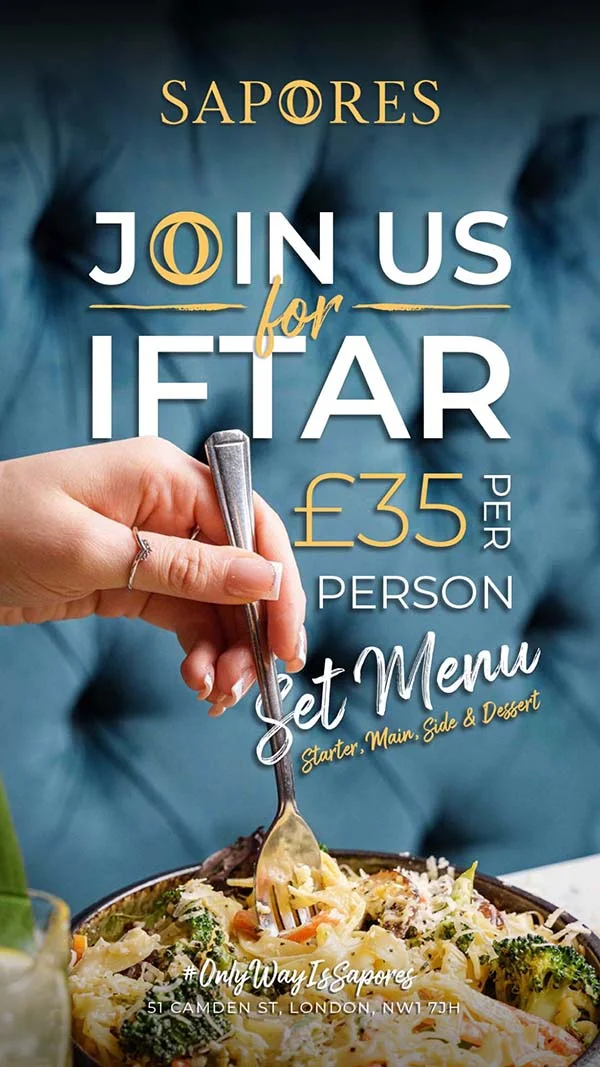 SAPORES
JOIN US
for
IFTAR
£35 PER
PERSON
Set Menu
Starter, Main, Side & Dessert
#OnlyWayIsSapores
51 CAMDEN ST, LONDON, NW1 7JH